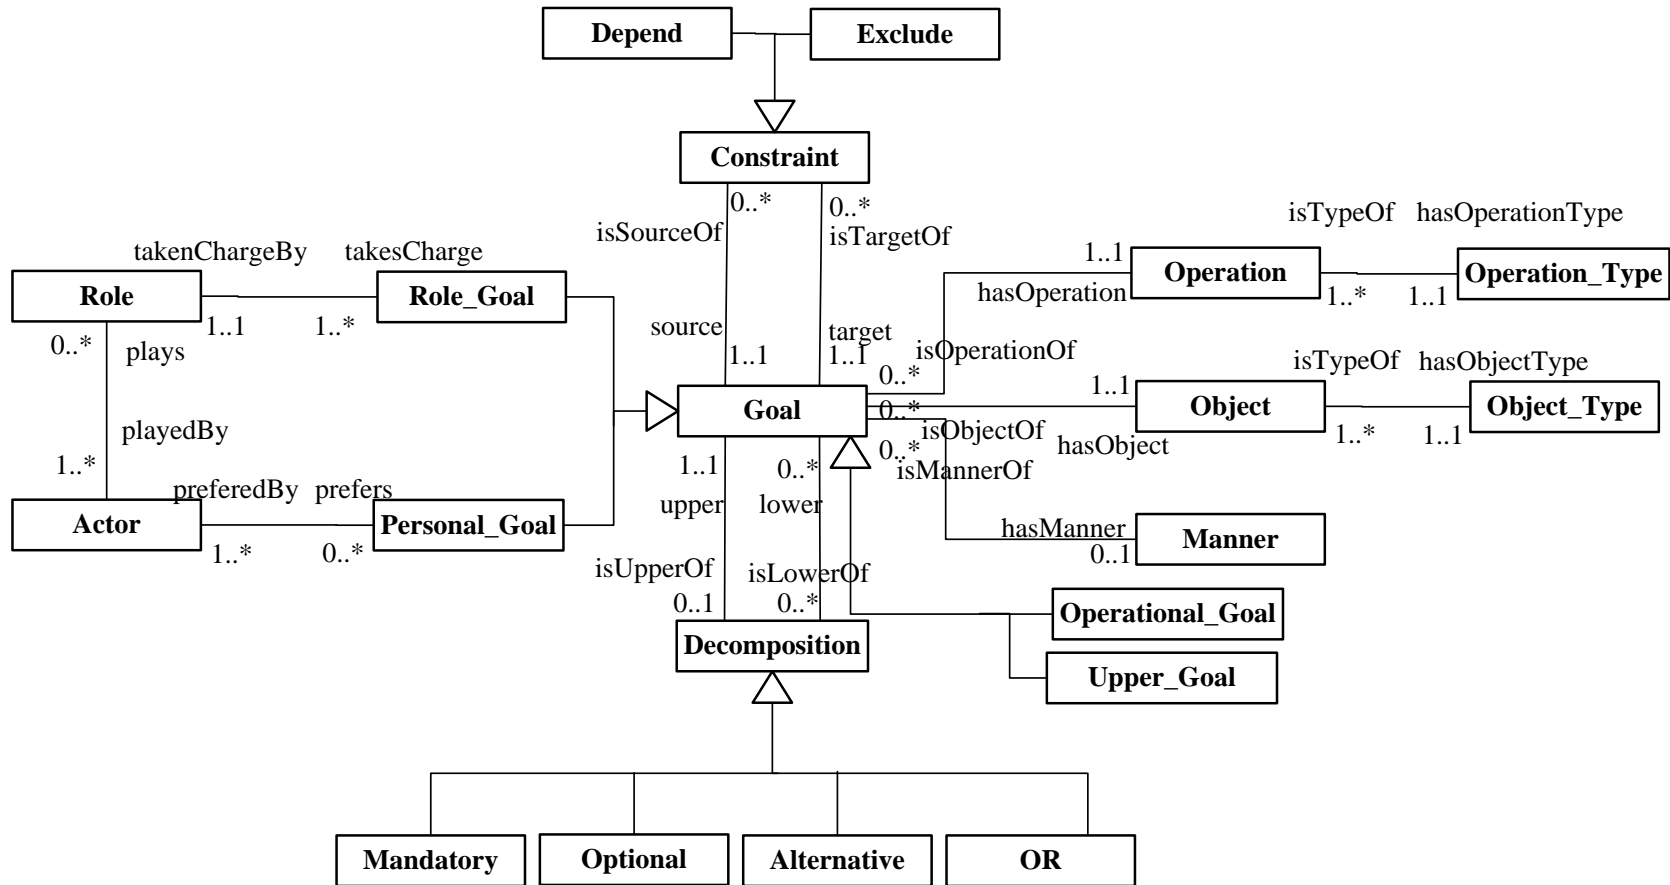 Depend
Exclude
Constraint
0..*
0..*
isSourceOf
isTargetOf
isTypeOf
hasOperationType
takenChargeBy
takesCharge
1..1
Operation
Operation_Type
Role
Role_Goal
hasOperation
1..*
1..1
1..1
1..*
source
target
0..*
plays
1..1
1..1
isOperationOf
isTypeOf
hasObjectType
0..*
1..1
Goal
0..*
Object
Object_Type
playedBy
isObjectOf
hasObject
1..*
1..1
1..*
1..1
0..*
0..*
isMannerOf
preferedBy
prefers
upper
lower
Actor
Personal_Goal
hasManner
Manner
1..*
0..*
0..1
isUpperOf
isLowerOf
0..1
0..*
Operational_Goal
Decomposition
Upper_Goal
Mandatory
Optional
Alternative
OR